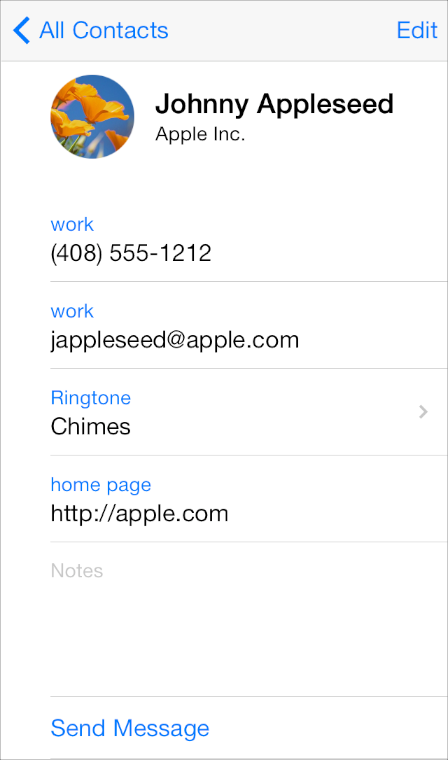 All Contacts
Edit
Johnny Appleseed
Apple Inc.
work
(408) 555-1212
work
jappleseed@apple.com
Ringtone
Chimes
home page
http://apple.com
Notes
Send Message